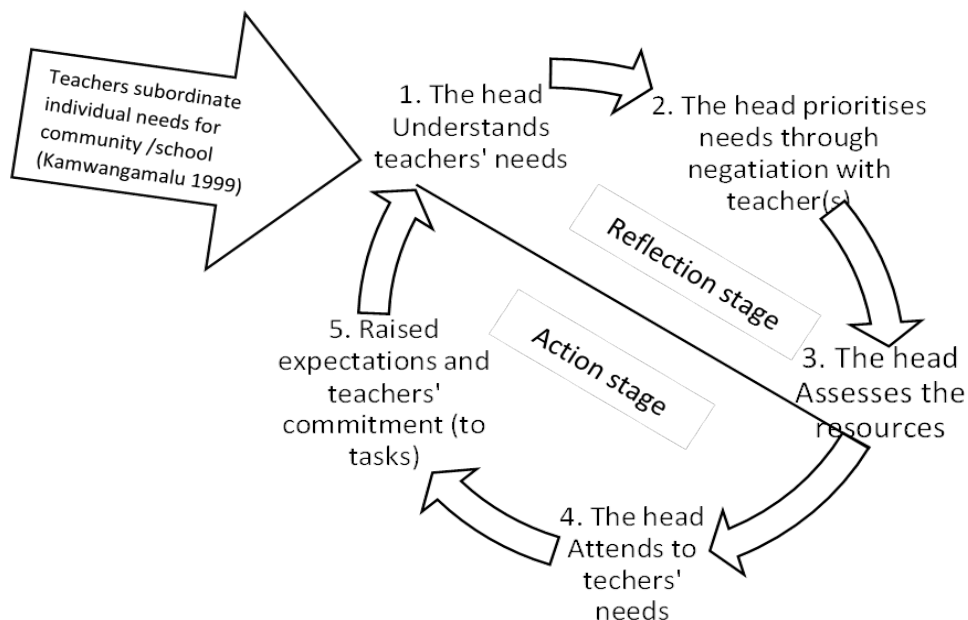 Teachers subordinate
individual needs for
community /school
(Kamwangamalu 1999)
1. The head
Understands
teachers' needs
2. The head prioritises
needs through
negatiation with
teacher(s)
Reflection stage
Action stage
3. The head
Assesses the
resources
4. The head
Attends to
techers'
needs
5. Raised
expectations and
teachers'
commitment (to
tasks)